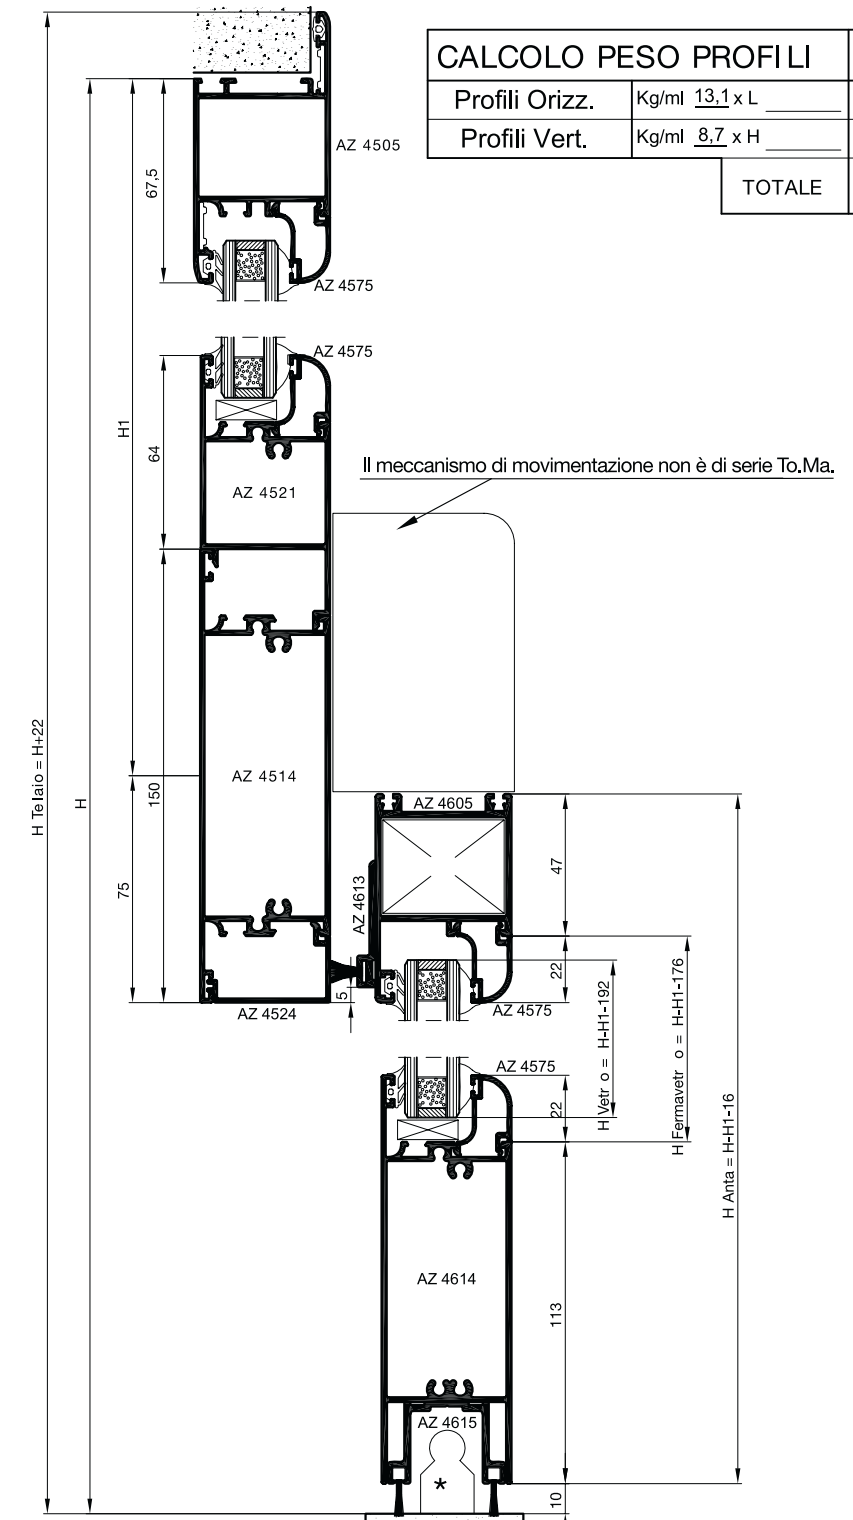 CALCOLO PESO PROFILI
Profili Orizz.
Kg/ml 13,1 x L
Profili Vert.
Kg/ml 8,7 x H
TOTALE
AZ 4505
67,5
AZ 4575
AZ 4575
H1
64
AZ 4521
Il meccanismo di movimentazione non è di serie To.Ma.
H Telaio = H+22
H
150
AZ 4514
AZ 4605
47
75
AZ 4613
22
5
AZ 4524
AZ 4575
AZ 4575
22
H Vetr o = H-H1-192
H Fermavetr o = H-H1-176
H Anta = H-H1-16
AZ 4614
113
AZ 4615
*
10